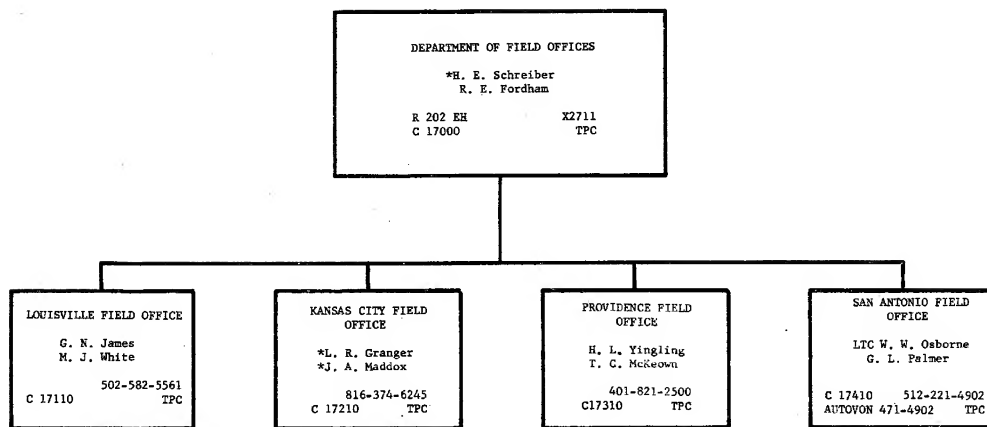 DEPARTMENT OF FIELD OFFICES
*H. E. Schreiber
R. E. Fordham
R 202 EH X2711
C 17000 TPC
LOUISVILLE FIELD OFFICE
G. N. James
M. J. White
502-582-5561
C 17110 TPC
KANSAS CITY FIELD
OFFICE
*L. R. Granger
*J. A. Maddox
816-374-6245
C 17210 TPC
PROVIDENCE FIELD
OFFICE
H. L. Yingling
T. C. McKeown
401-821-2500
C17310 TPC
SAN ANTONIO FIELD
OFFICE
LTC W. W. Osborne
G. L. Palmer
C 17410 512-221-4902
AUTOVON 471-4902 TPC